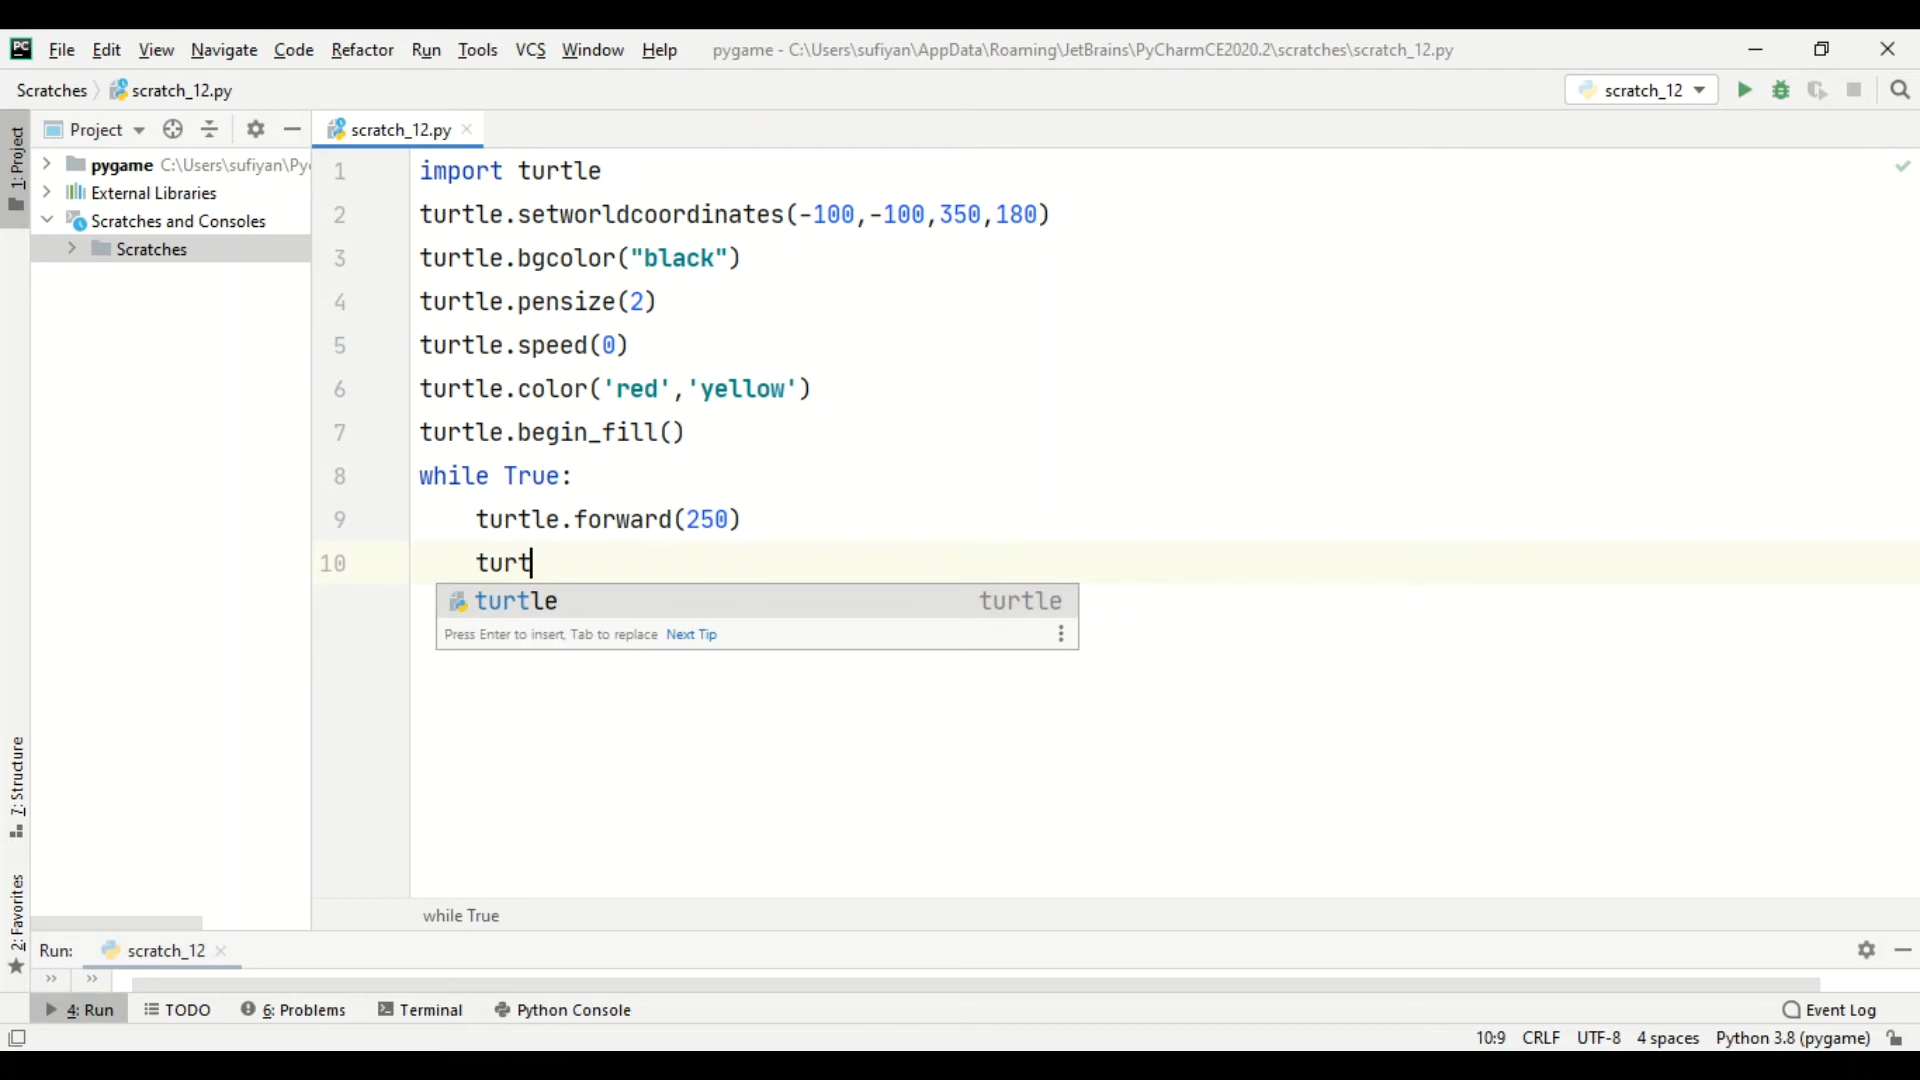 PC File Edit View Navigate Code Refactor Run Tools VCS Window Help pygame - C:\Users\sufiyan\AppData\Roaming\JetBrains\PyCharmCE2020.2\scratches\scratch_12.py
Scratches scratch_12.py scratch_12
1: Project
Project scratch_12.py
pygame C:\Users\sufiyan\Py
External Libraries
Scratches and Consoles
Scratches
1 import turtle
2 turtle.setworldcoordinates(-100,-100,350,180)
3 turtle.bgcolor("black")
4 turtle.pensize(2)
5 turtle.speed(0)
6 turtle.color('red','yellow')
7 turtle.begin_fill()
8 while True:
9 turtle.forward(250)
10 turt
turtle turtle
Press Enter to insert, Tab to replace Next Tip
7: Structure
2: Favorites
while True
Run: scratch_12
4: Run TODO 6: Problems Terminal Python Console Event Log
10:9 CRLF UTF-8 4 spaces Python 3.8 (pygame)